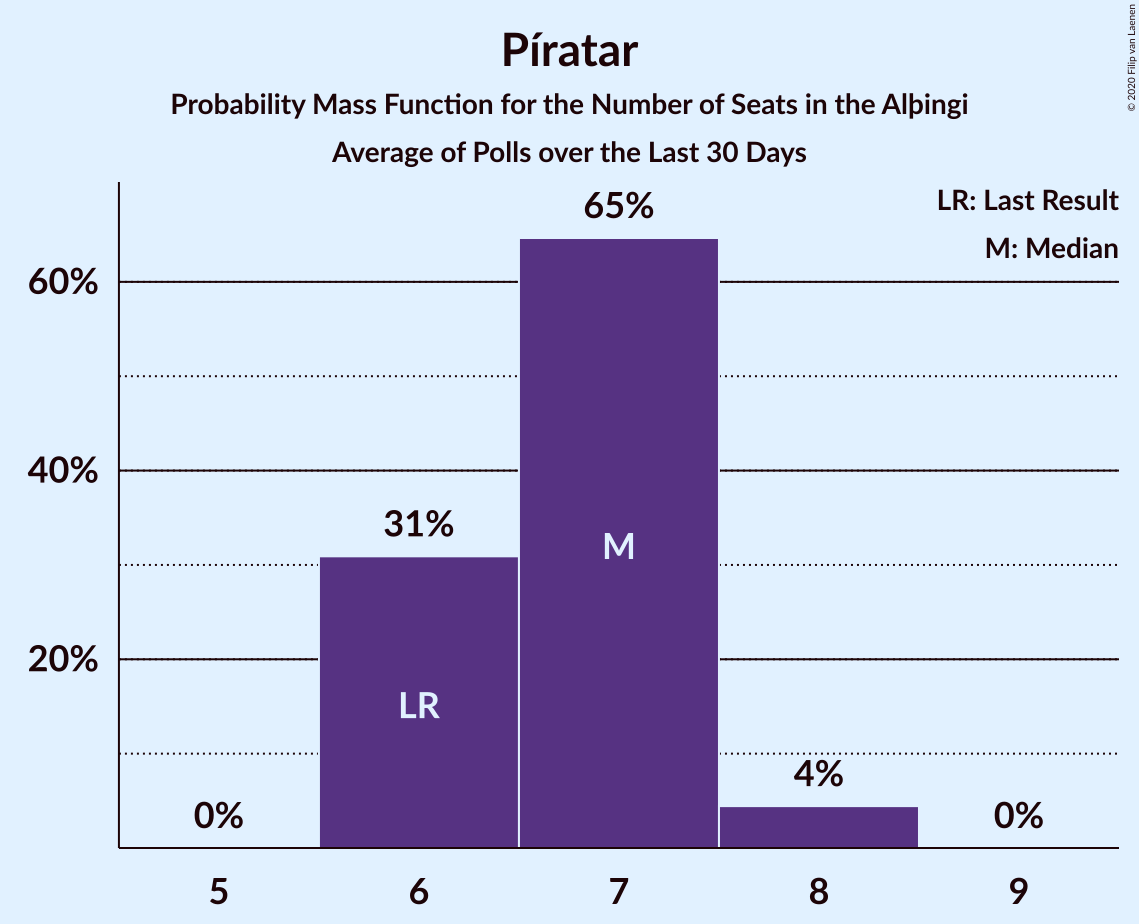 Píratar
Probability Mass Function for the Number of Seats in the Alþingi
Average of Polls over the Last 30 Days
© 2020 Filip van Laenen
LR: Last Result
M: Median
65%
60%
40%
31%
M
20%
LR
4%
0%
0%
5
6
7
8
9